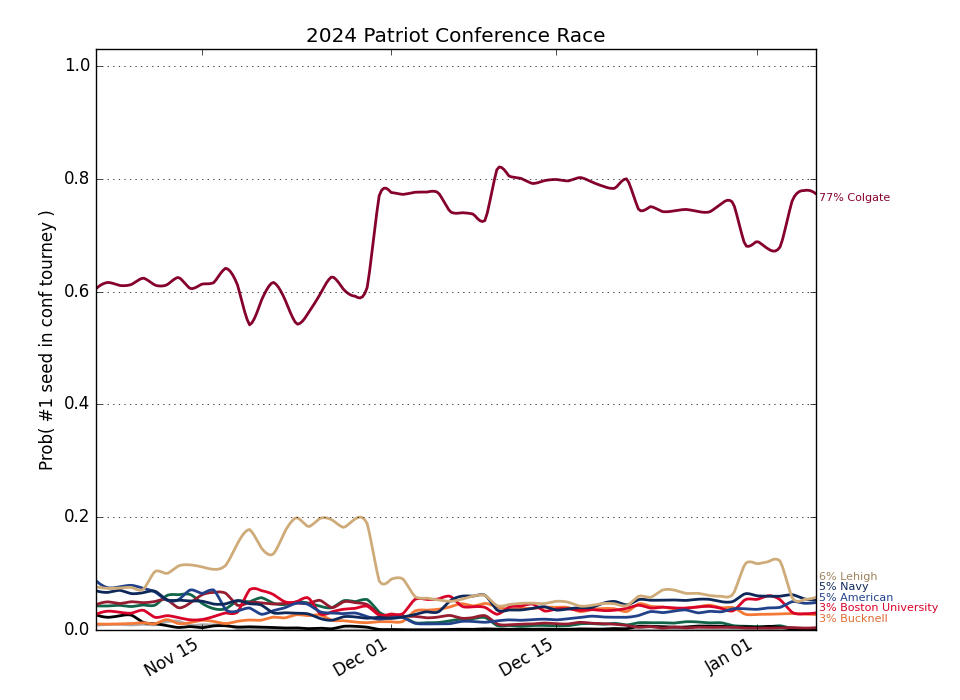 2024 Patriot Conference Race
Prob( #1 seed in conf tourney )
1.0
0.8
0.6
0.4
0.2
0.0
Nov 15
Dec 01
Dec 15
Jan 01
77% Colgate
6% Lehigh
5% Navy
5% American
3% Boston University
3% Bucknell